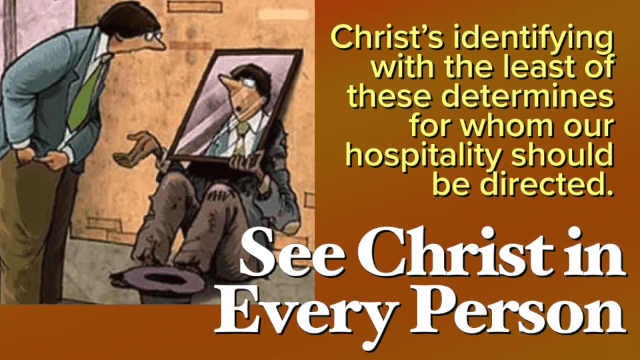 Christ’s identifying
with the least of
these determines
for whom our
hospitality should
be directed.
See Christ in
Every Person